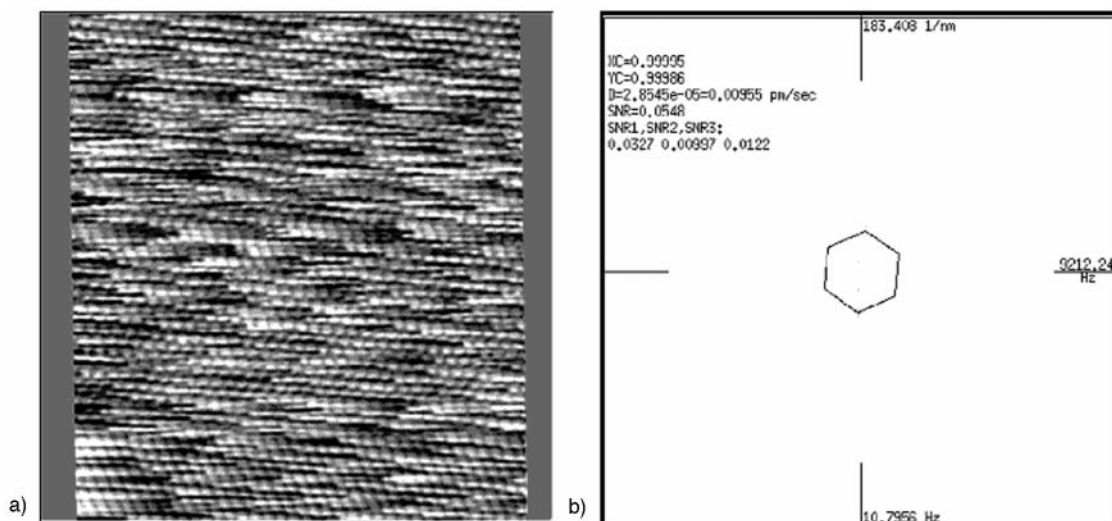 a)
183.408 1/nm
XC=0.99995
YC=0.99986
D=2.8545e-05=0.00955 pm/sec
SNR=0.0548
SNR1,SNR2,SNR3:
0.0327 0.00997 0.0122
9212.24
Hz
b)
10.7956 Hz